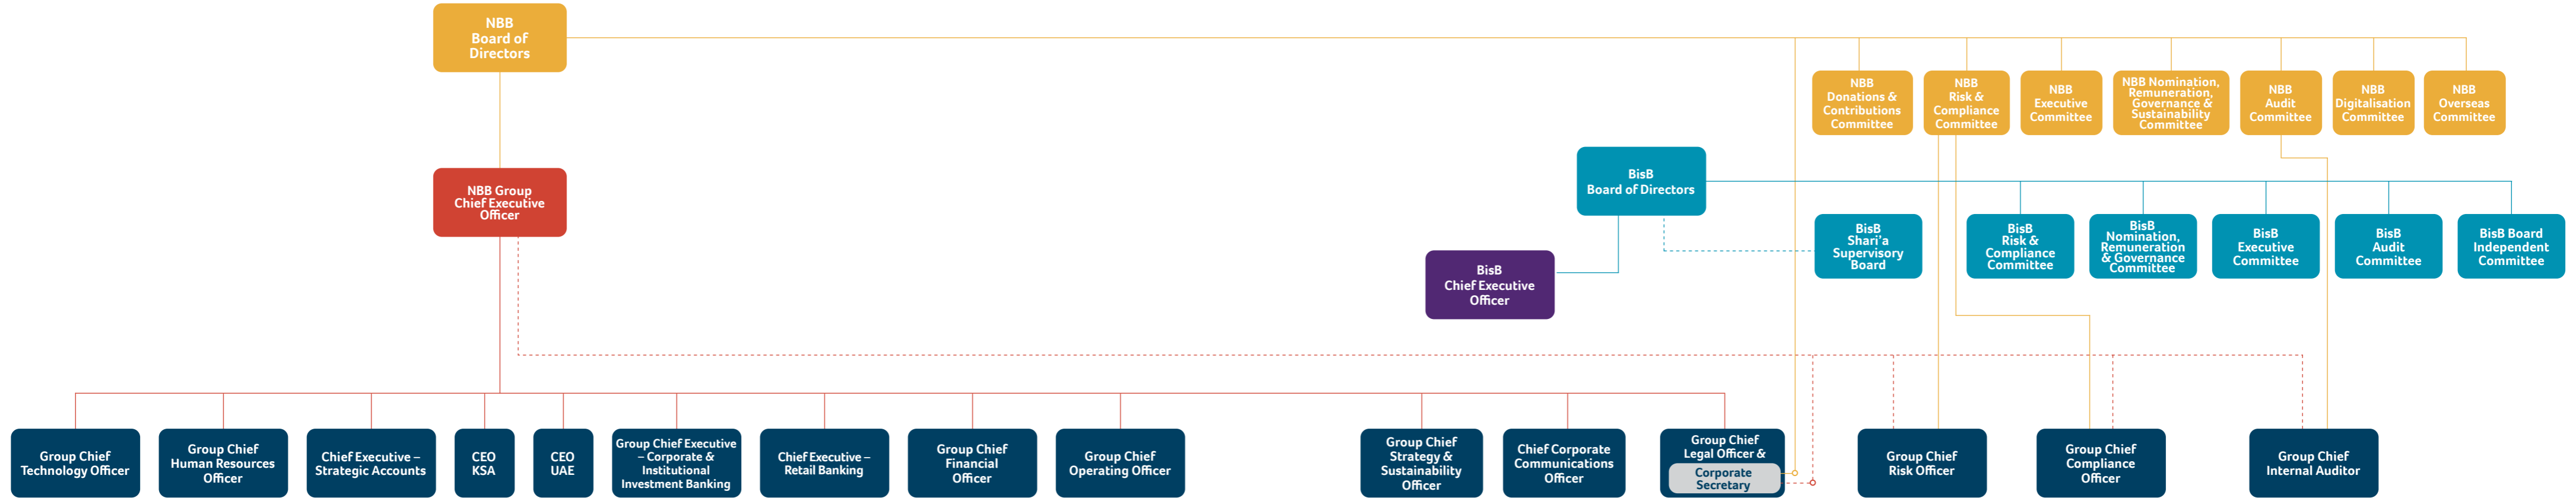 NBB
Board of
Directors
NBB
Donations &
Contributions
Committee
NBB
Risk &
Compliance
Committee
NBB
Executive
Committee
NBB Nomination,
Remuneration,
Governance &
Sustainability
Committee
NBB
Audit
Committee
NBB
Digitalisation
Committee
NBB
Overseas
Committee
BisB
Board of Directors
NBB Group
Chief Executive
Officer
BisB
Shari'a
Supervisory
Board
BisB
Risk &
Compliance
Committee
BisB
Nomination,
Remuneration
& Governance
Committee
BisB
Executive
Committee
BisB
Audit
Committee
BisB Board
Independent
Committee
BisB
Chief Executive
Officer
Group Chief
Technology Officer
Group Chief
Human Resources
Officer
Chief Executive –
Strategic Accounts
CEO
KSA
CEO
UAE
Group Chief Executive
– Corporate &
Institutional
Investment Banking
Chief Executive –
Retail Banking
Group Chief
Financial
Officer
Group Chief
Operating Officer
Group Chief
Strategy &
Sustainability
Officer
Chief Corporate
Communications
Officer
Group Chief
Legal Officer &
Corporate
Secretary
Group Chief
Risk Officer
Group Chief
Compliance
Officer
Group Chief
Internal Auditor